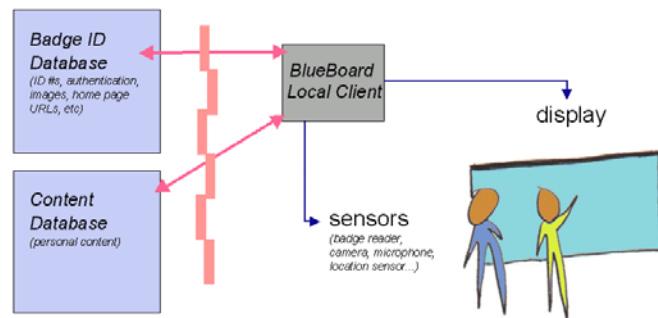 Badge ID
Database
(ID #s, authentication,
images, home page
URLs, etc)
BlueBoard
Local Client
display
Content
Database
(personal content)
sensors
(badge reader,
camera, microphone,
location sensor...)